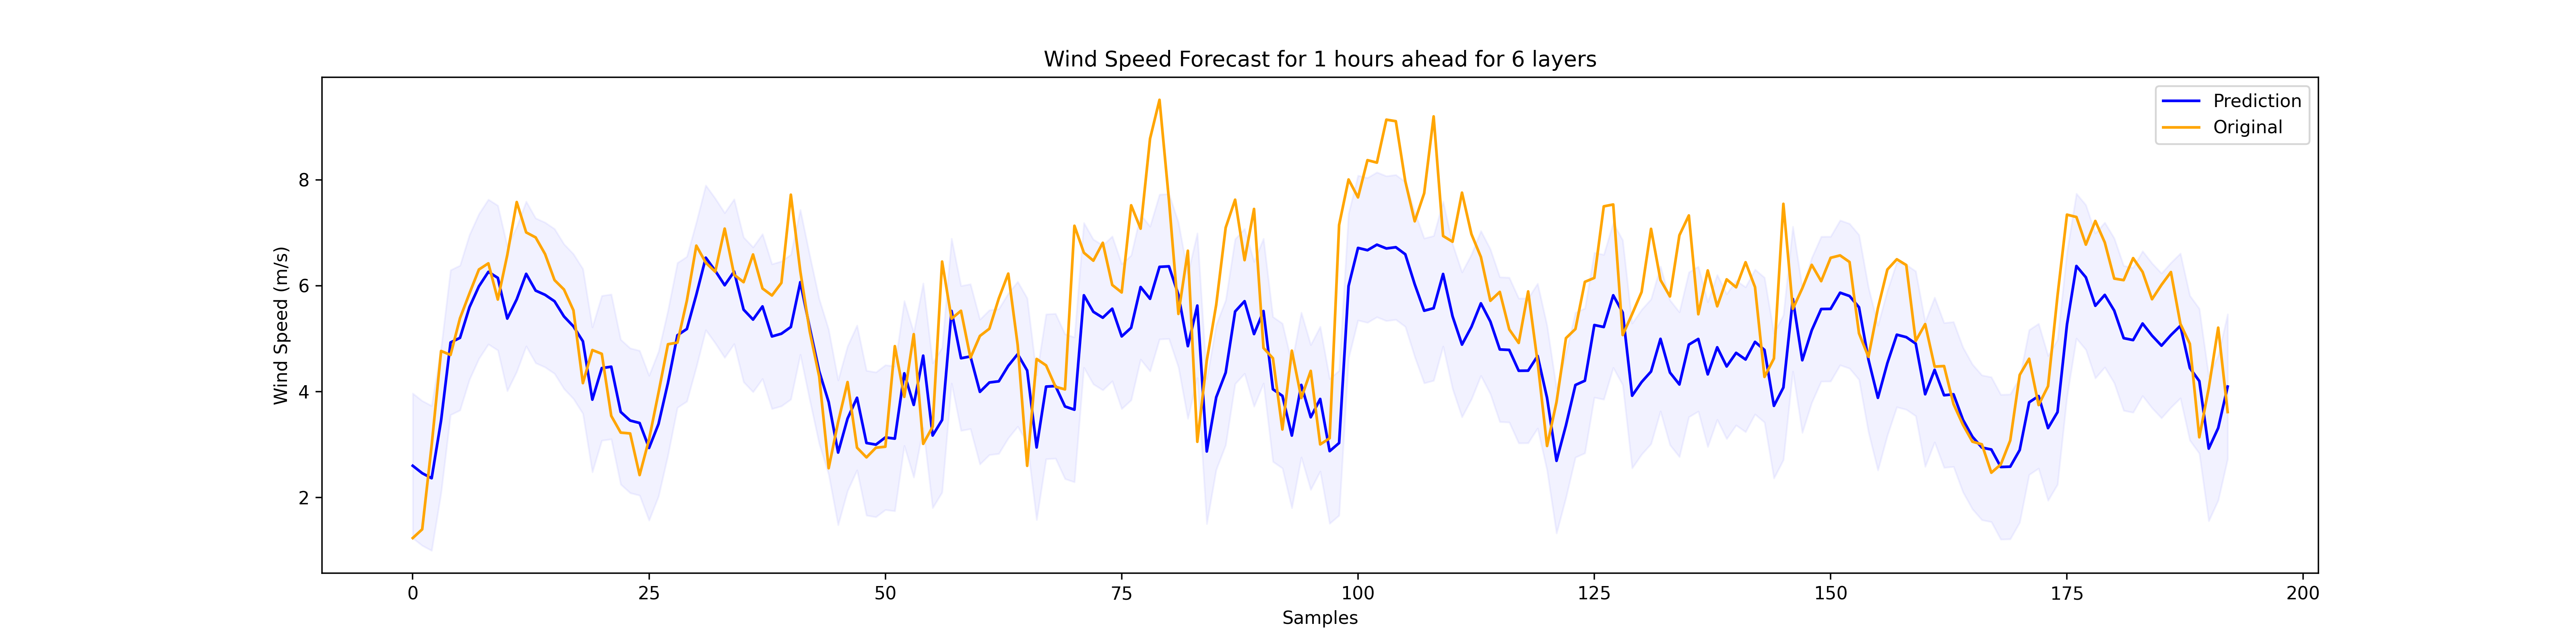 Wind Speed Forecast for 1 hours ahead for 6 layers
Prediction
Original
Wind Speed (m/s)
8
6
4
2
0 25 50 75 100 125 150 175 200
Samples